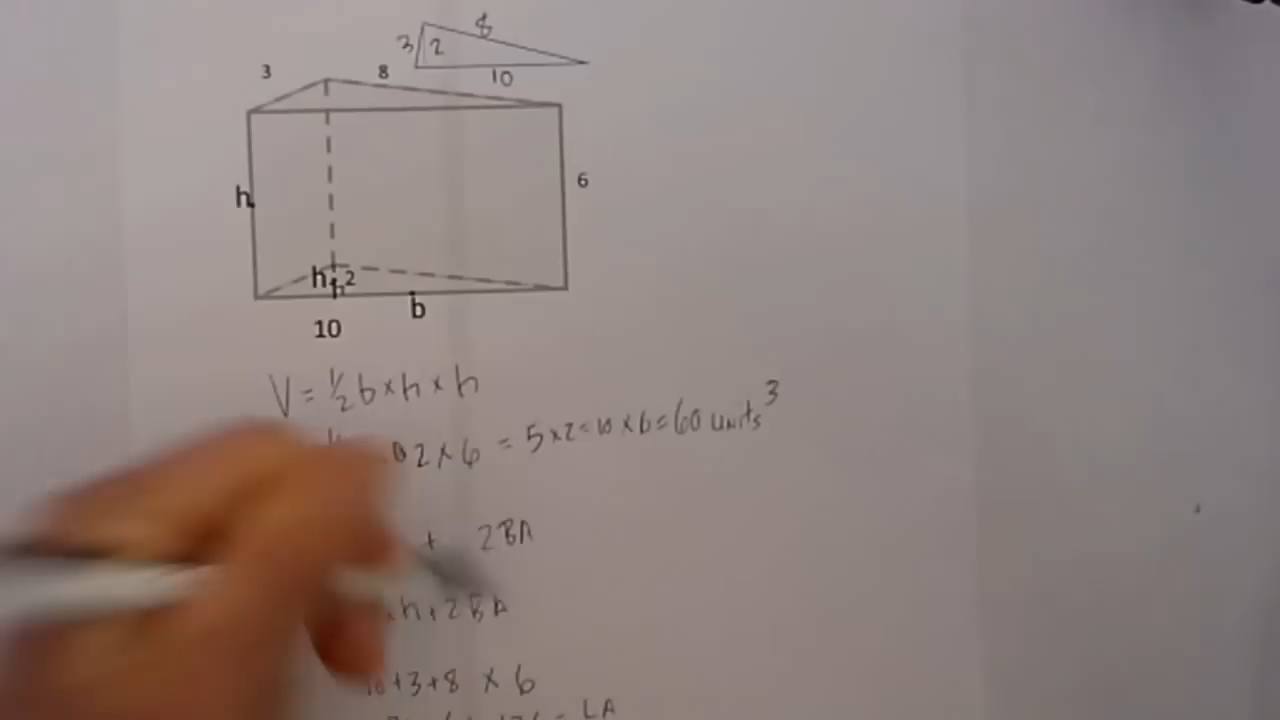 8
3 2
10
3 8
h 6
h 2
h
b
10
V = 1/2 b × h × h
2 × 6 = 5 × 2 = 10 × 6 = 60 units³
+ 2BA
h + 2BA
10 + 3 + 8 × 6
= LA